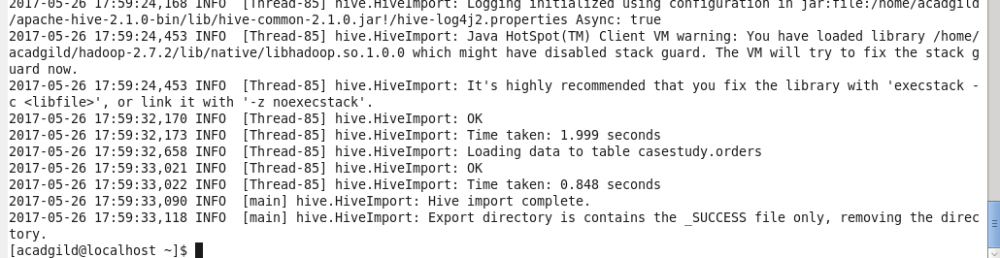 2017-05-26 17:59:24,168 INFO  [Thread-85] hive.HiveImport: Logging initialized using configuration in jar:file:/home/acadgild
/apache-hive-2.1.0-bin/lib/hive-common-2.1.0.jar!/hive-log4j2.properties Async: true
2017-05-26 17:59:24,453 INFO  [Thread-85] hive.HiveImport: Java HotSpot(TM) Client VM warning: You have loaded library /home/
acadgild/hadoop-2.7.2/lib/native/libhadoop.so.1.0.0 which might have disabled stack guard. The VM will try to fix the stack g
uard now.
2017-05-26 17:59:24,453 INFO  [Thread-85] hive.HiveImport: It's highly recommended that you fix the library with 'execstack -
c <libfile>', or link it with '-z noexecstack'.
2017-05-26 17:59:32,170 INFO  [Thread-85] hive.HiveImport: OK
2017-05-26 17:59:32,173 INFO  [Thread-85] hive.HiveImport: Time taken: 1.999 seconds
2017-05-26 17:59:32,658 INFO  [Thread-85] hive.HiveImport: Loading data to table casestudy.orders
2017-05-26 17:59:33,021 INFO  [Thread-85] hive.HiveImport: OK
2017-05-26 17:59:33,022 INFO  [Thread-85] hive.HiveImport: Time taken: 0.848 seconds
2017-05-26 17:59:33,090 INFO  [main] hive.HiveImport: Hive import complete.
2017-05-26 17:59:33,118 INFO  [main] hive.HiveImport: Export directory is contains the _SUCCESS file only, removing the direc
tory.
[acadgild@localhost ~]$